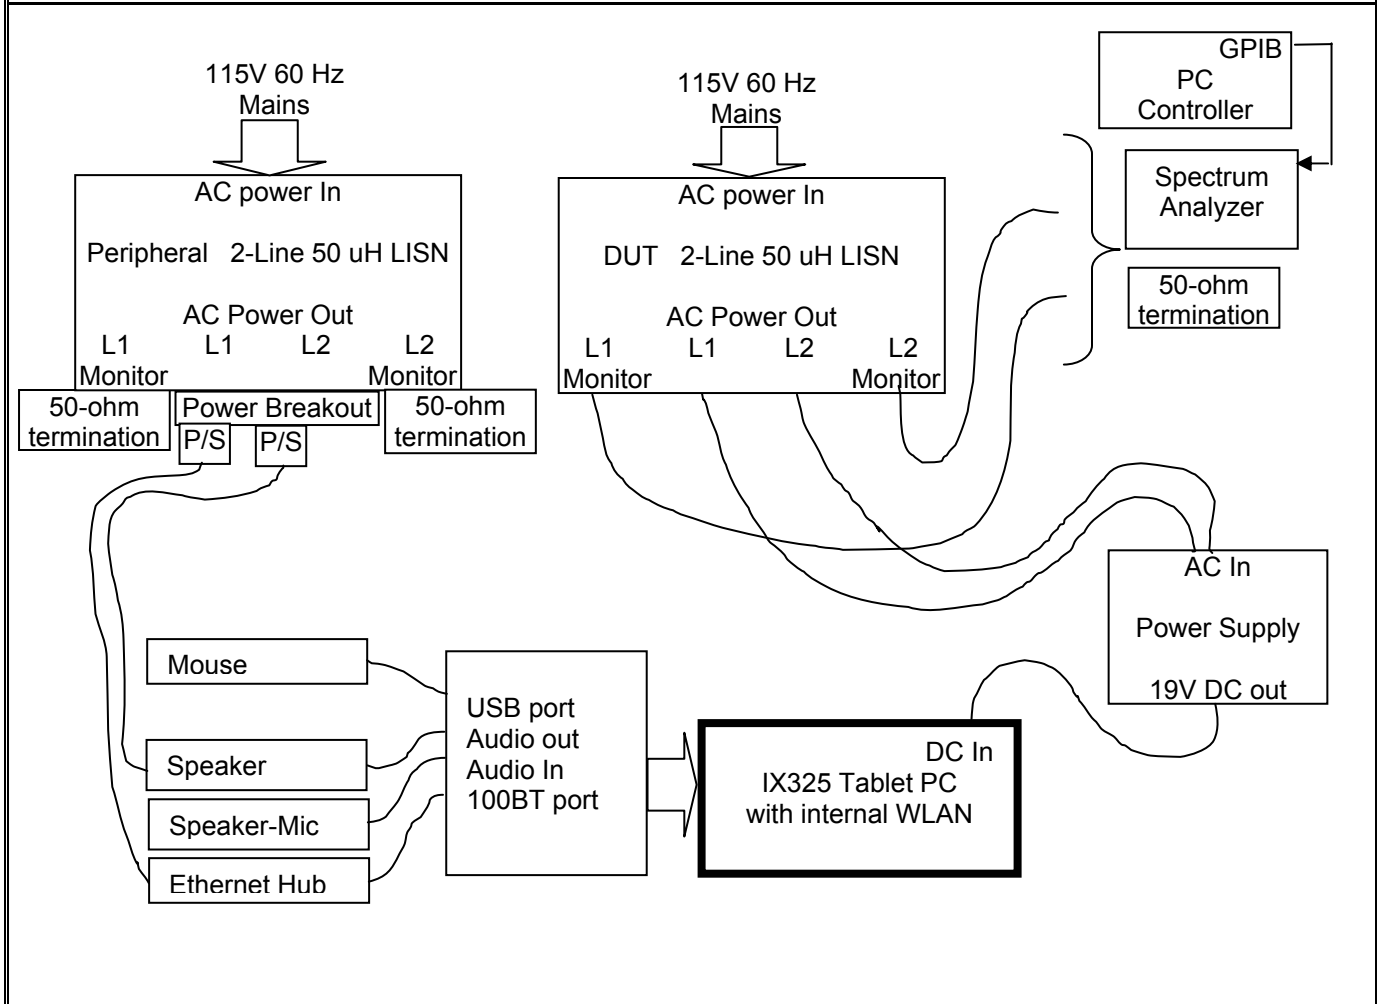 115V 60 Hz
Mains
AC power In
Peripheral 2-Line 50 uH LISN
AC Power Out
L1 L1 L2 L2
Monitor Monitor
50-ohm
termination
Power Breakout
50-ohm
termination
P/S P/S
115V 60 Hz
Mains
AC power In
DUT 2-Line 50 uH LISN
AC Power Out
L1 L1 L2 L2
Monitor Monitor
GPIB
PC
Controller
Spectrum
Analyzer
50-ohm
termination
AC In
Power Supply
19V DC out
Mouse
Speaker
Speaker-Mic
Ethernet Hub
USB port
Audio out
Audio In
100BT port
DC In
IX325 Tablet PC
with internal WLAN